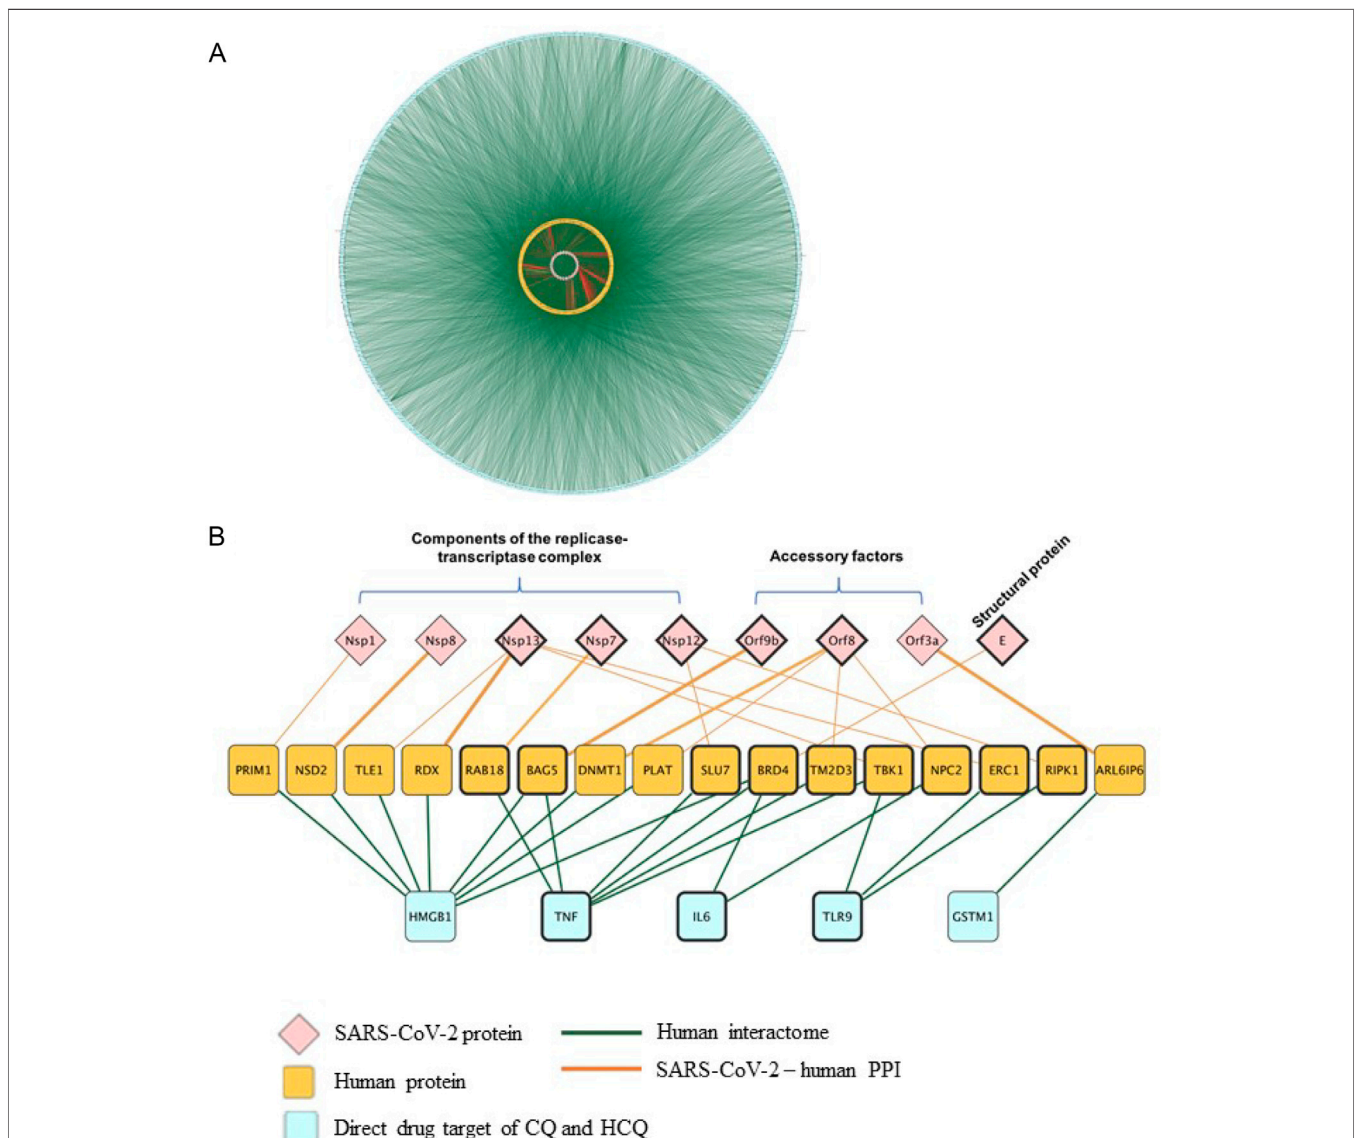 A
B
Components of the replicase-
transcriptase complex
Accessory factors
Structural protein
Nsp1 Nsp8 Nsp13 Nsp7 Nsp12 Orf9b Orf8 Orf3a E
PRIM1 NSD2 TLE1 RDX RAB18 BAG5 DNMT1 PLAT SLU7 BRD4 TM2D3 TBK1 NPC2 ERC1 RIPK1 ARL6IP6
HMGB1 TNF IL6 TLR9 GSTM1
SARS-CoV-2 protein
Human interactome
SARS-CoV-2 – human PPI
Human protein
Direct drug target of CQ and HCQ